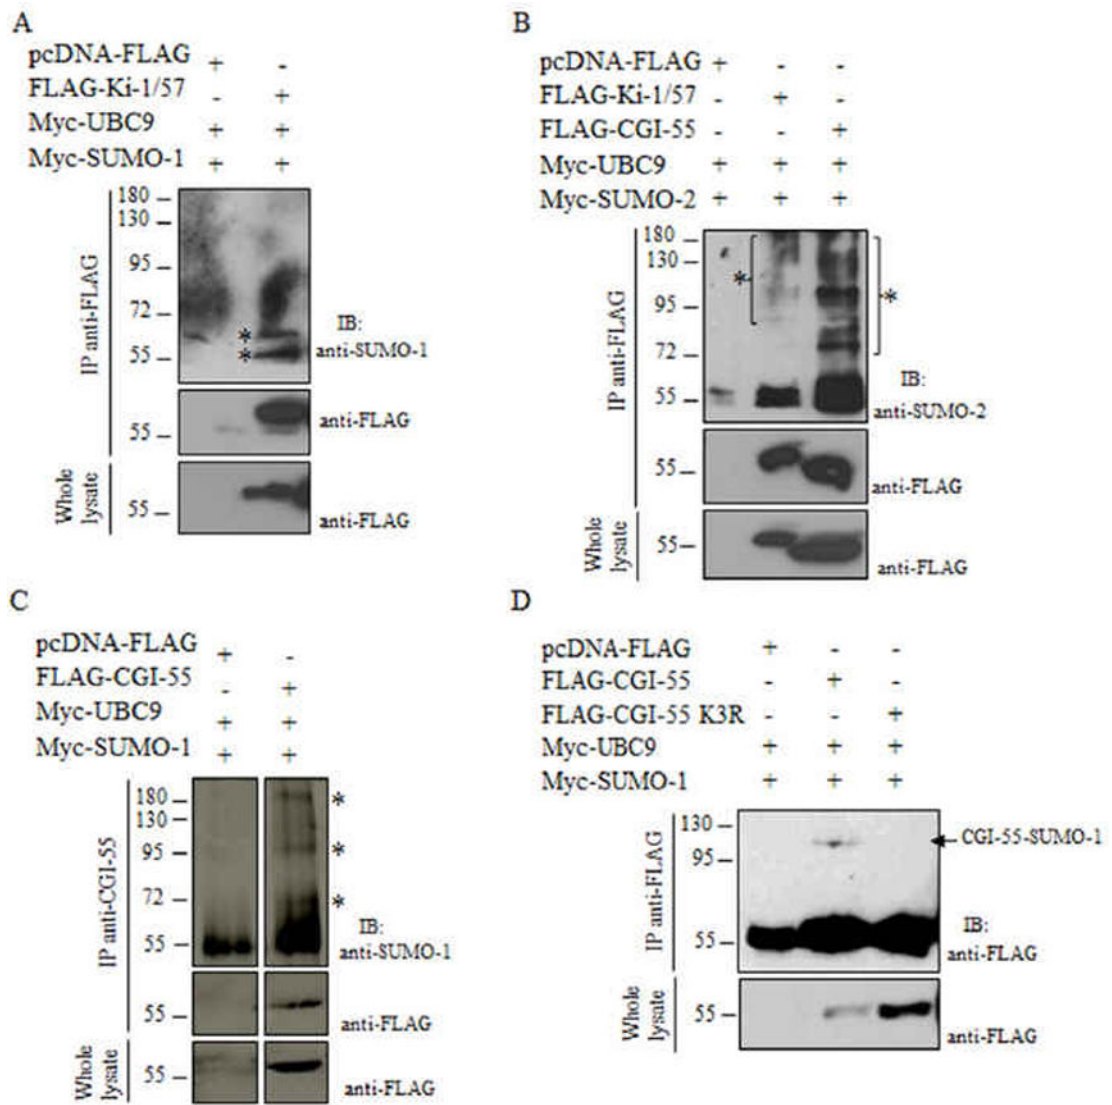 A
pcDNA-FLAG + -
FLAG-Ki-1/57 - +
Myc-UBC9 + +
Myc-SUMO-1 + +
IP anti-FLAG
180
130
95
72
55
*
*
IB:
anti-SUMO-1
55
anti-FLAG
Whole
lysate
55
anti-FLAG
B
pcDNA-FLAG + - -
FLAG-Ki-1/57 - + -
FLAG-CGI-55 - - +
Myc-UBC9 + + +
Myc-SUMO-2 + + +
IP anti-FLAG
180
130
95
72
55
*
*
IB:
anti-SUMO-2
55
anti-FLAG
Whole
lysate
55
anti-FLAG
C
pcDNA-FLAG + -
FLAG-CGI-55 - +
Myc-UBC9 + +
Myc-SUMO-1 + +
IP anti-CGI-55
180
130
95
72
55
*
*
*
IB:
anti-SUMO-1
55
anti-FLAG
Whole
lysate
55
anti-FLAG
D
pcDNA-FLAG + - -
FLAG-CGI-55 - + -
FLAG-CGI-55 K3R - - +
Myc-UBC9 + + +
Myc-SUMO-1 + + +
IP anti-FLAG
130
95
55
CGI-55-SUMO-1
IB:
anti-FLAG
Whole
lysate
55
anti-FLAG